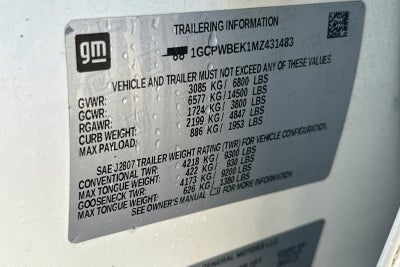 gm
TRAILERING INFORMATION
1GCPWBEK1MZ431483
VEHICLE AND TRAILER MUST NOT EXCEED ANY OF THESE VALUES
GVWR: 3085 KG/ 6800 LBS
GCWR: 6577 KG/14500 LBS
RGAWR: 1724 KG/ 3800 LBS
CURB WEIGHT: 2199 KG/ 4847 LBS
MAX PAYLOAD: 886 KG/ 1953 LBS
SAE J2807 TRAILER WEIGHT RATING (TWR) FOR VEHICLE CONFIGURATION:
CONVENTIONAL TWR: 4218 KG/ 9300 LBS
MAX TONGUE WEIGHT: 422 KG/ 930 LBS
GOOSENECK TWR: 4173 KG/ 9200 LBS
MAX TONGUE WEIGHT: 626 KG/ 1380 LBS
SEE OWNER'S MANUAL FOR MORE INFORMATION
GENERAL MOTORS LLC